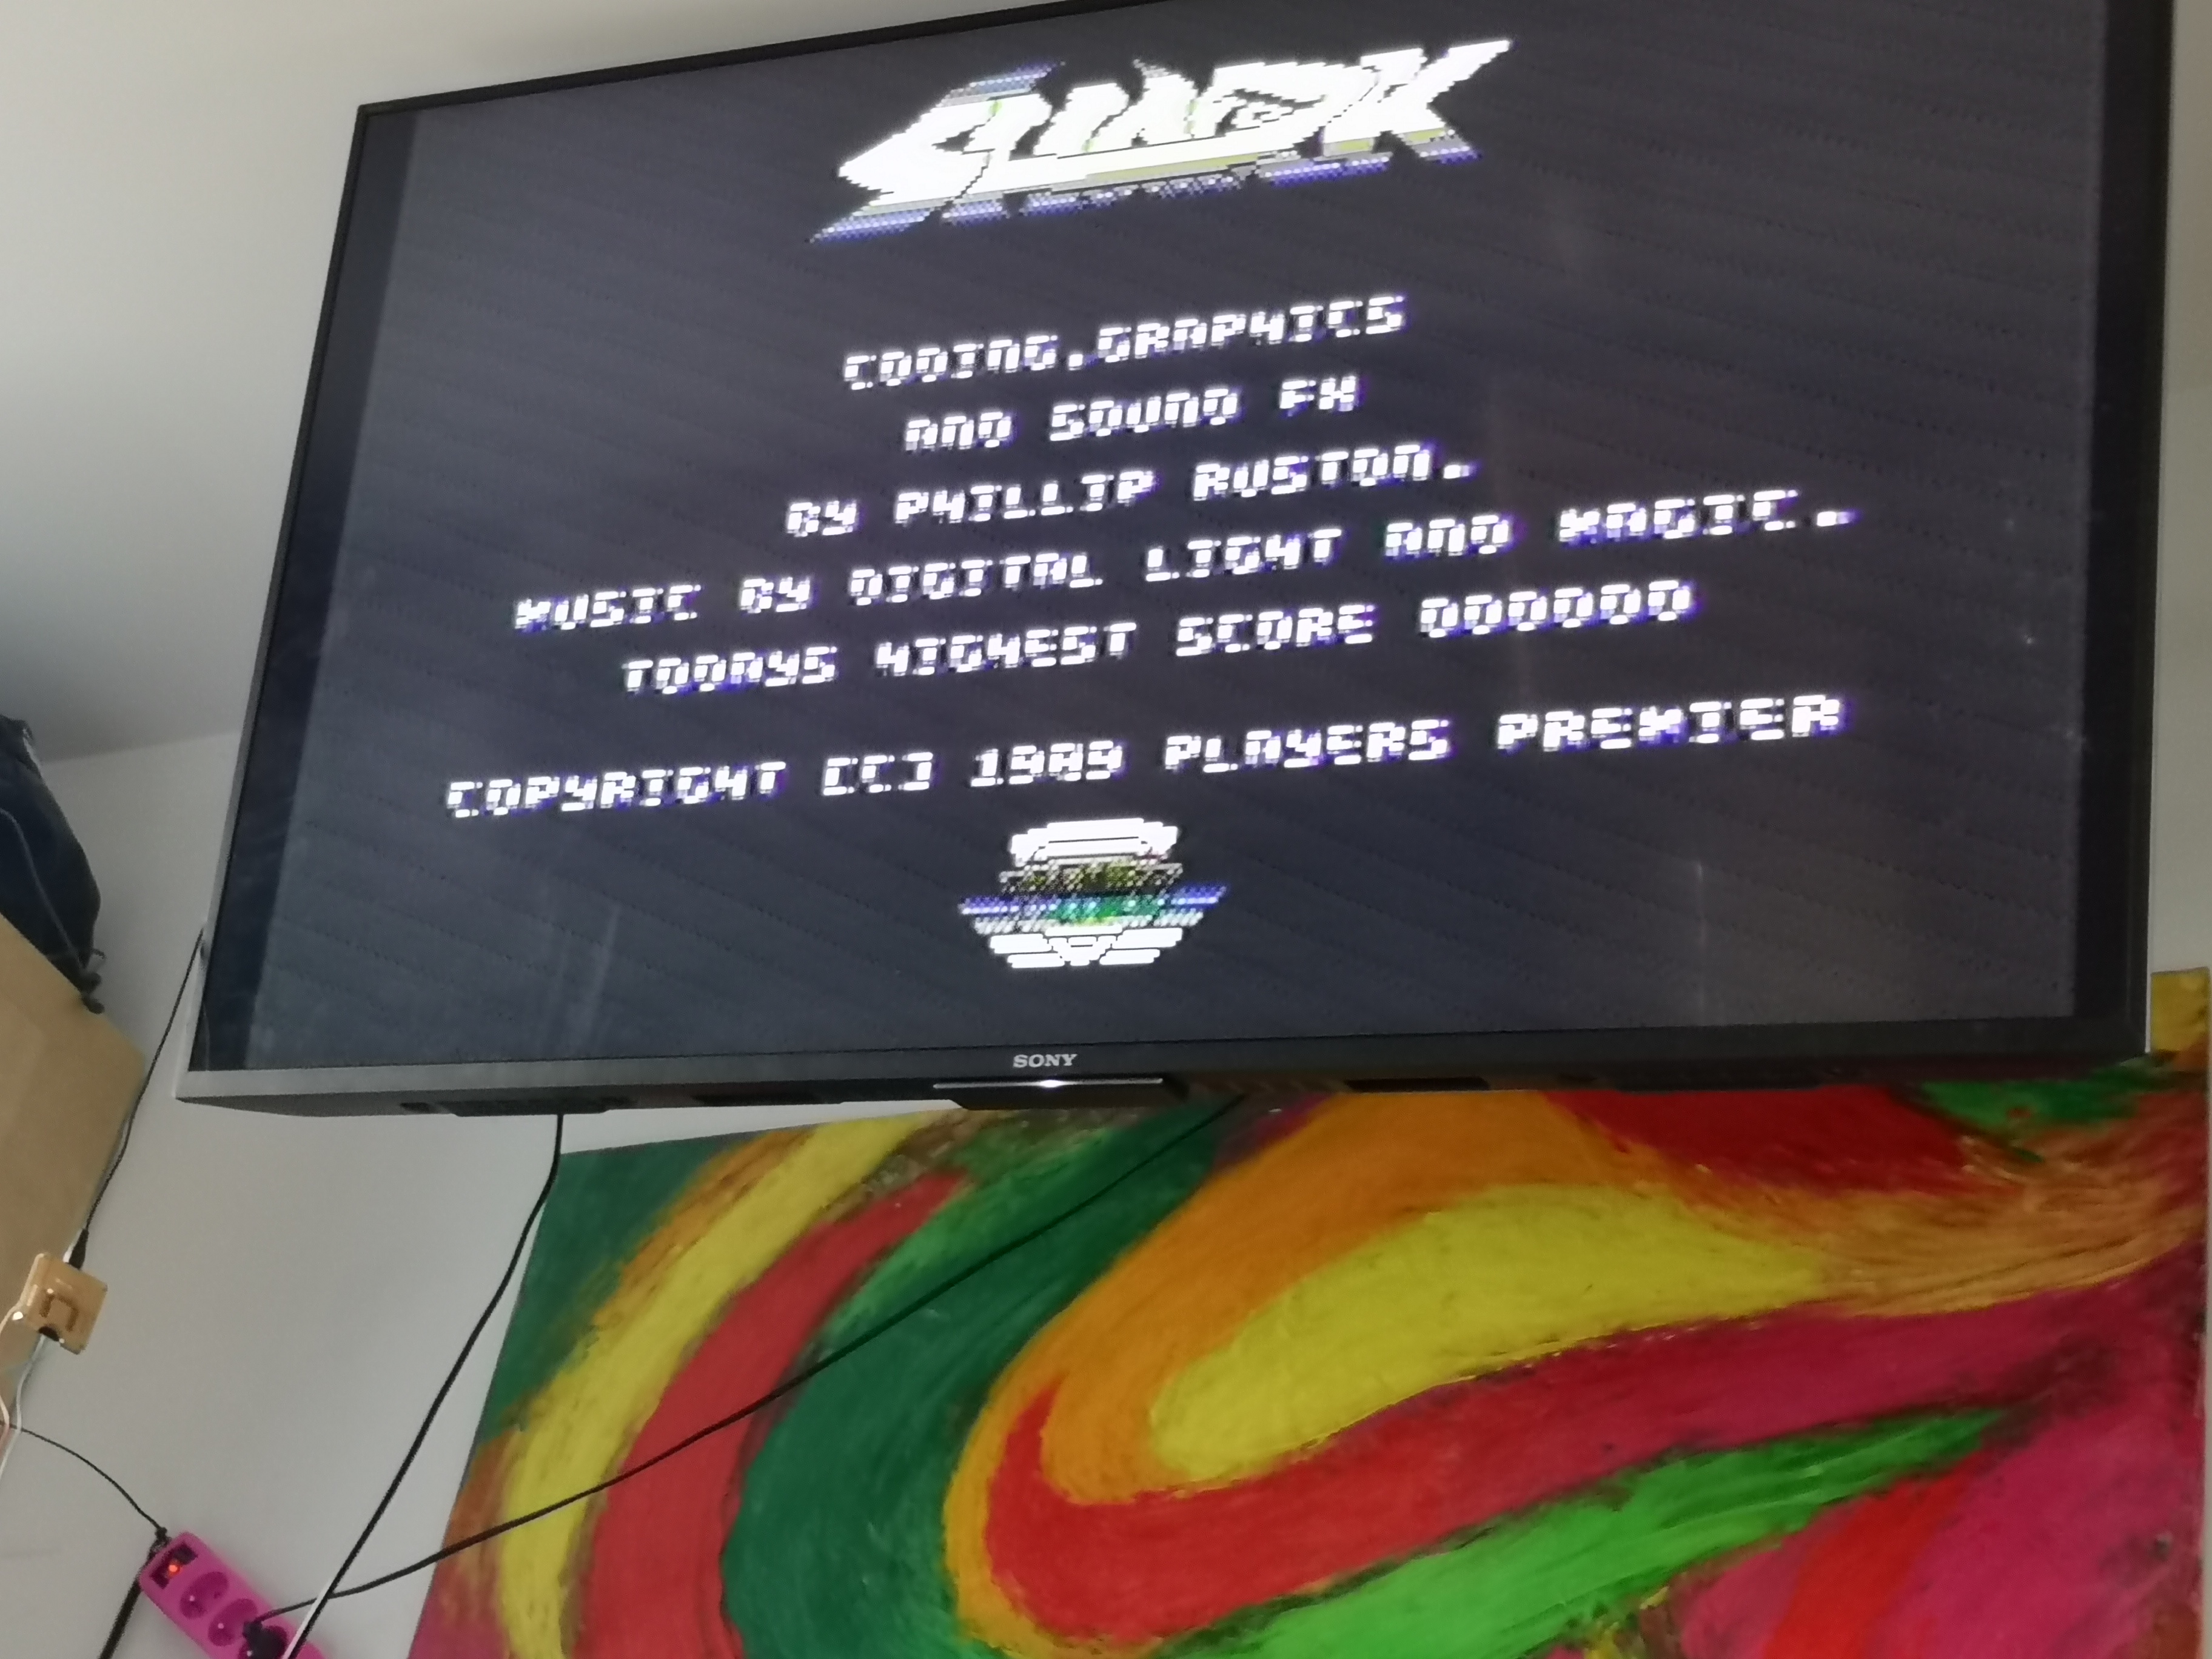 SHARK
CODING,GRAPHICS
AND SOUND FX
BY PHILLIP RUSTON.
MUSIC BY DIGITAL LIGHT AND MAGIC.
TODAYS HIGHEST SCORE 000000
COPYRIGHT [C] 1989 PLAYERS PREMIER
SONY